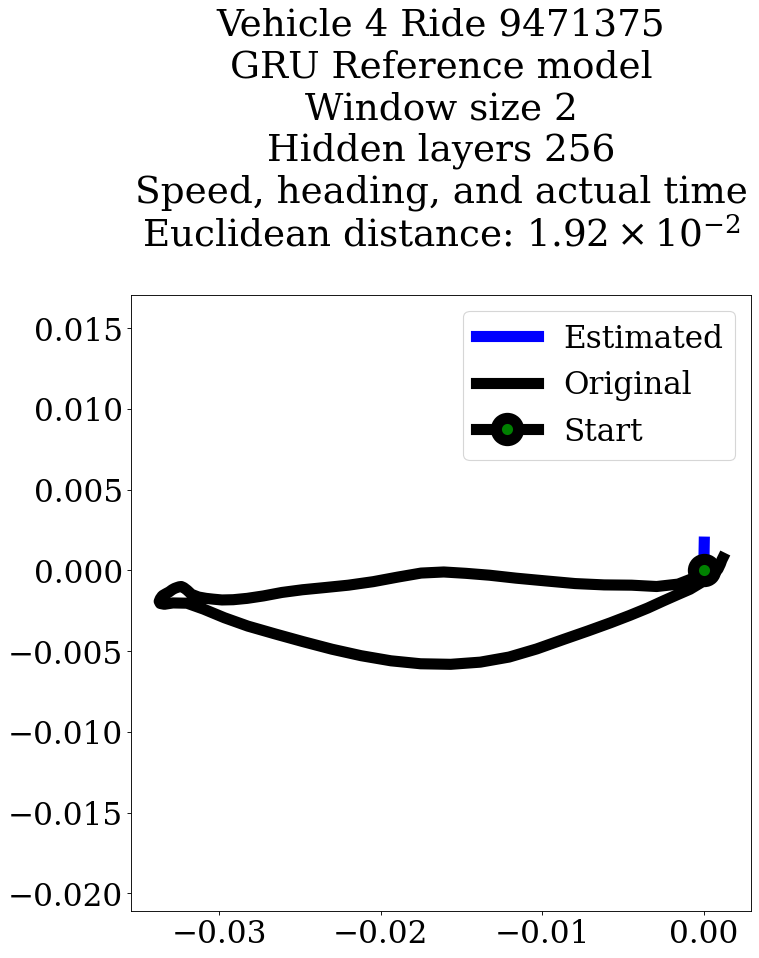 Vehicle 4 Ride 9471375
GRU Reference model
Window size 2
Hidden layers 256
Speed, heading, and actual time
Euclidean distance: 1.92 × 10⁻²
Estimated
Original
Start
0.015
0.010
0.005
0.000
−0.005
−0.010
−0.015
−0.020
−0.03
−0.02
−0.01
0.00